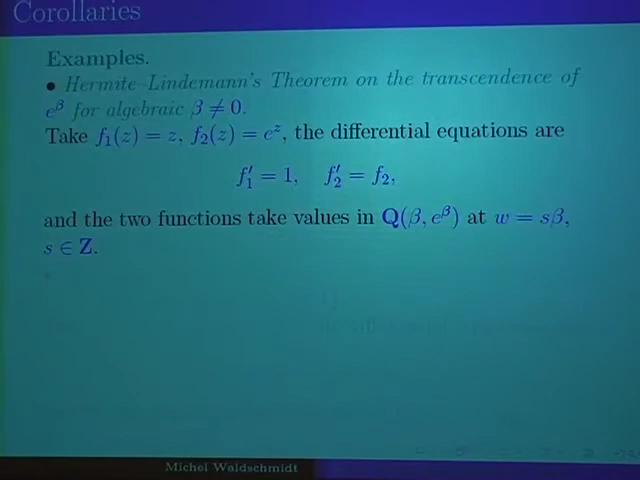 Corollaries
Examples.
• Hermite–Lindemann's Theorem on the transcendence of
e^β for algebraic β ≠ 0.
Take f₁(z) = z, f₂(z) = e^z, the differential equations are
f₁′ = 1, f₂′ = f₂,
and the two functions take values in Q(β, e^β) at w = sβ,
s ∈ Z.
Michel Waldschmidt